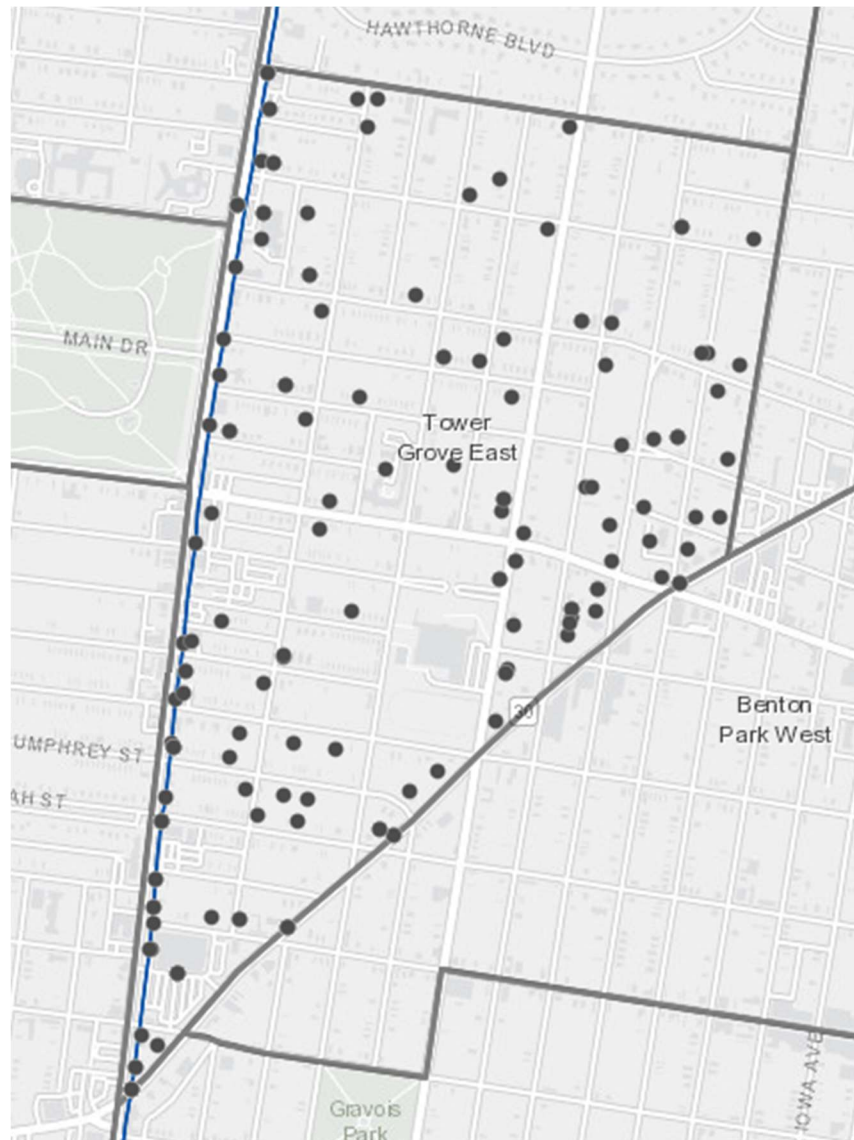 HAWTHORNE BLVD
MAIN DR
Tower
Grove East
30
Benton
Park West
UMPHREY ST
AH ST
IOWA AVE
Gravois
Park